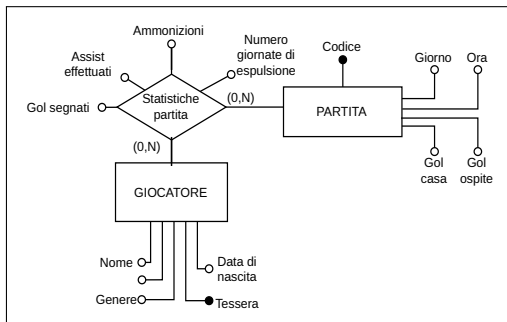 Ammonizioni
Assist
effettuati
Numero
giornate di
espulsione
Codice
Giorno
Ora
Gol segnati
Statistiche
partita
(0,N)
PARTITA
(0,N)
Gol
casa
Gol
ospite
GIOCATORE
Nome
Data di
nascita
Genere
Tessera